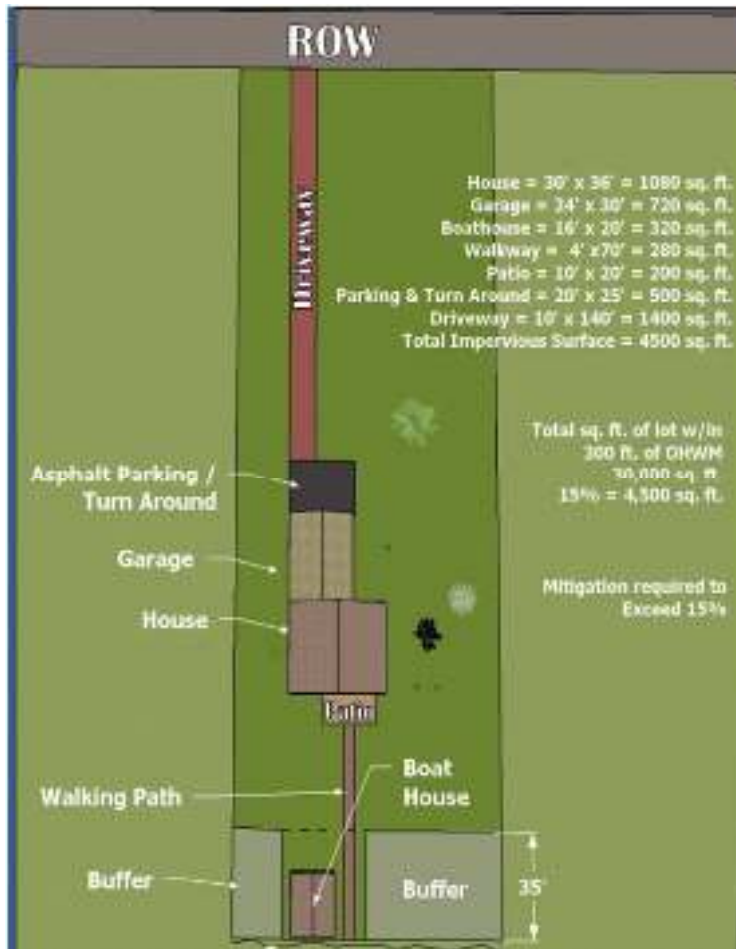 ROW
Driveway
House = 30' x 36' = 1080 sq. ft.
Garage = 24' x 30' = 720 sq. ft.
Boathouse = 16' x 20' = 320 sq. ft.
Walkway = 4' x70' = 280 sq. ft.
Patio = 10' x 20' = 200 sq. ft.
Parking & Turn Around = 20' x 25' = 500 sq. ft.
Driveway = 10' x 140' = 1400 sq. ft.
Total Impervious Surface = 4500 sq. ft.
Total sq. ft. of lot w/in
300 ft. of OHWM
30,000 sq. ft.
15% = 4,500 sq. ft.
Asphalt Parking /
Turn Around
Garage
Mitigation required to
Exceed 15%
House
Patio
Boat
House
Walking Path
Buffer
Buffer
35'